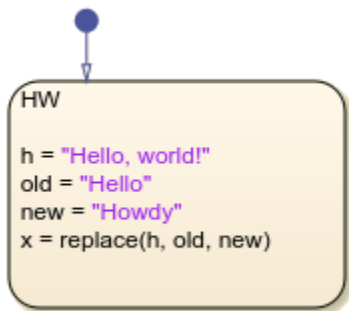 HW
h = "Hello, world!"
old = "Hello"
new = "Howdy"
x = replace(h, old, new)